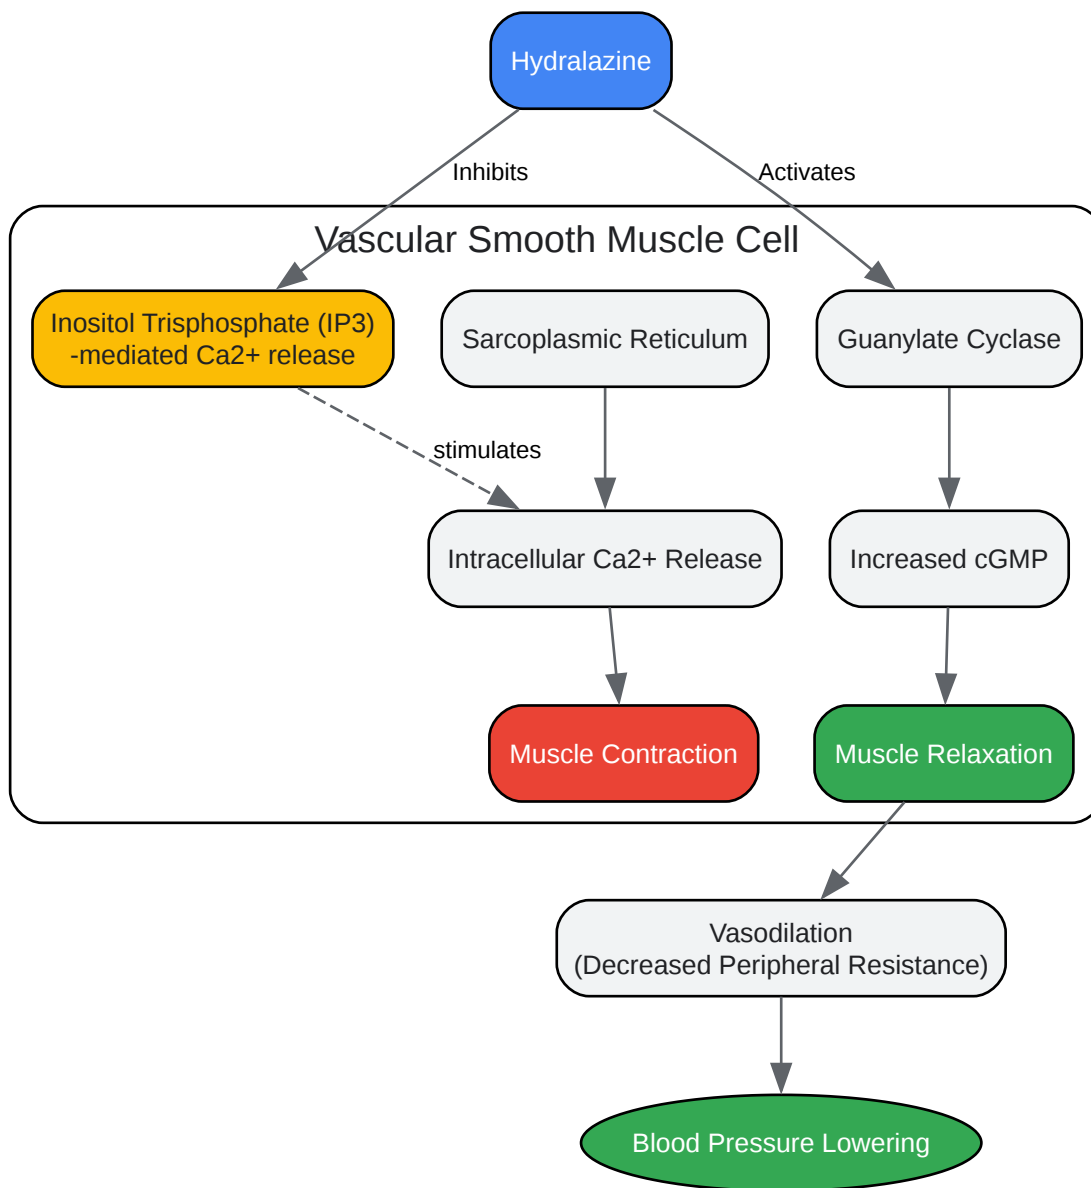 Hydralazine
Inhibits
Activates
Vascular Smooth Muscle Cell
Inositol Trisphosphate (IP3)
-mediated Ca2+ release
Sarcoplasmic Reticulum
Guanylate Cyclase
stimulates
Intracellular Ca2+ Release
Increased cGMP
Muscle Contraction
Muscle Relaxation
Vasodilation
(Decreased Peripheral Resistance)
Blood Pressure Lowering